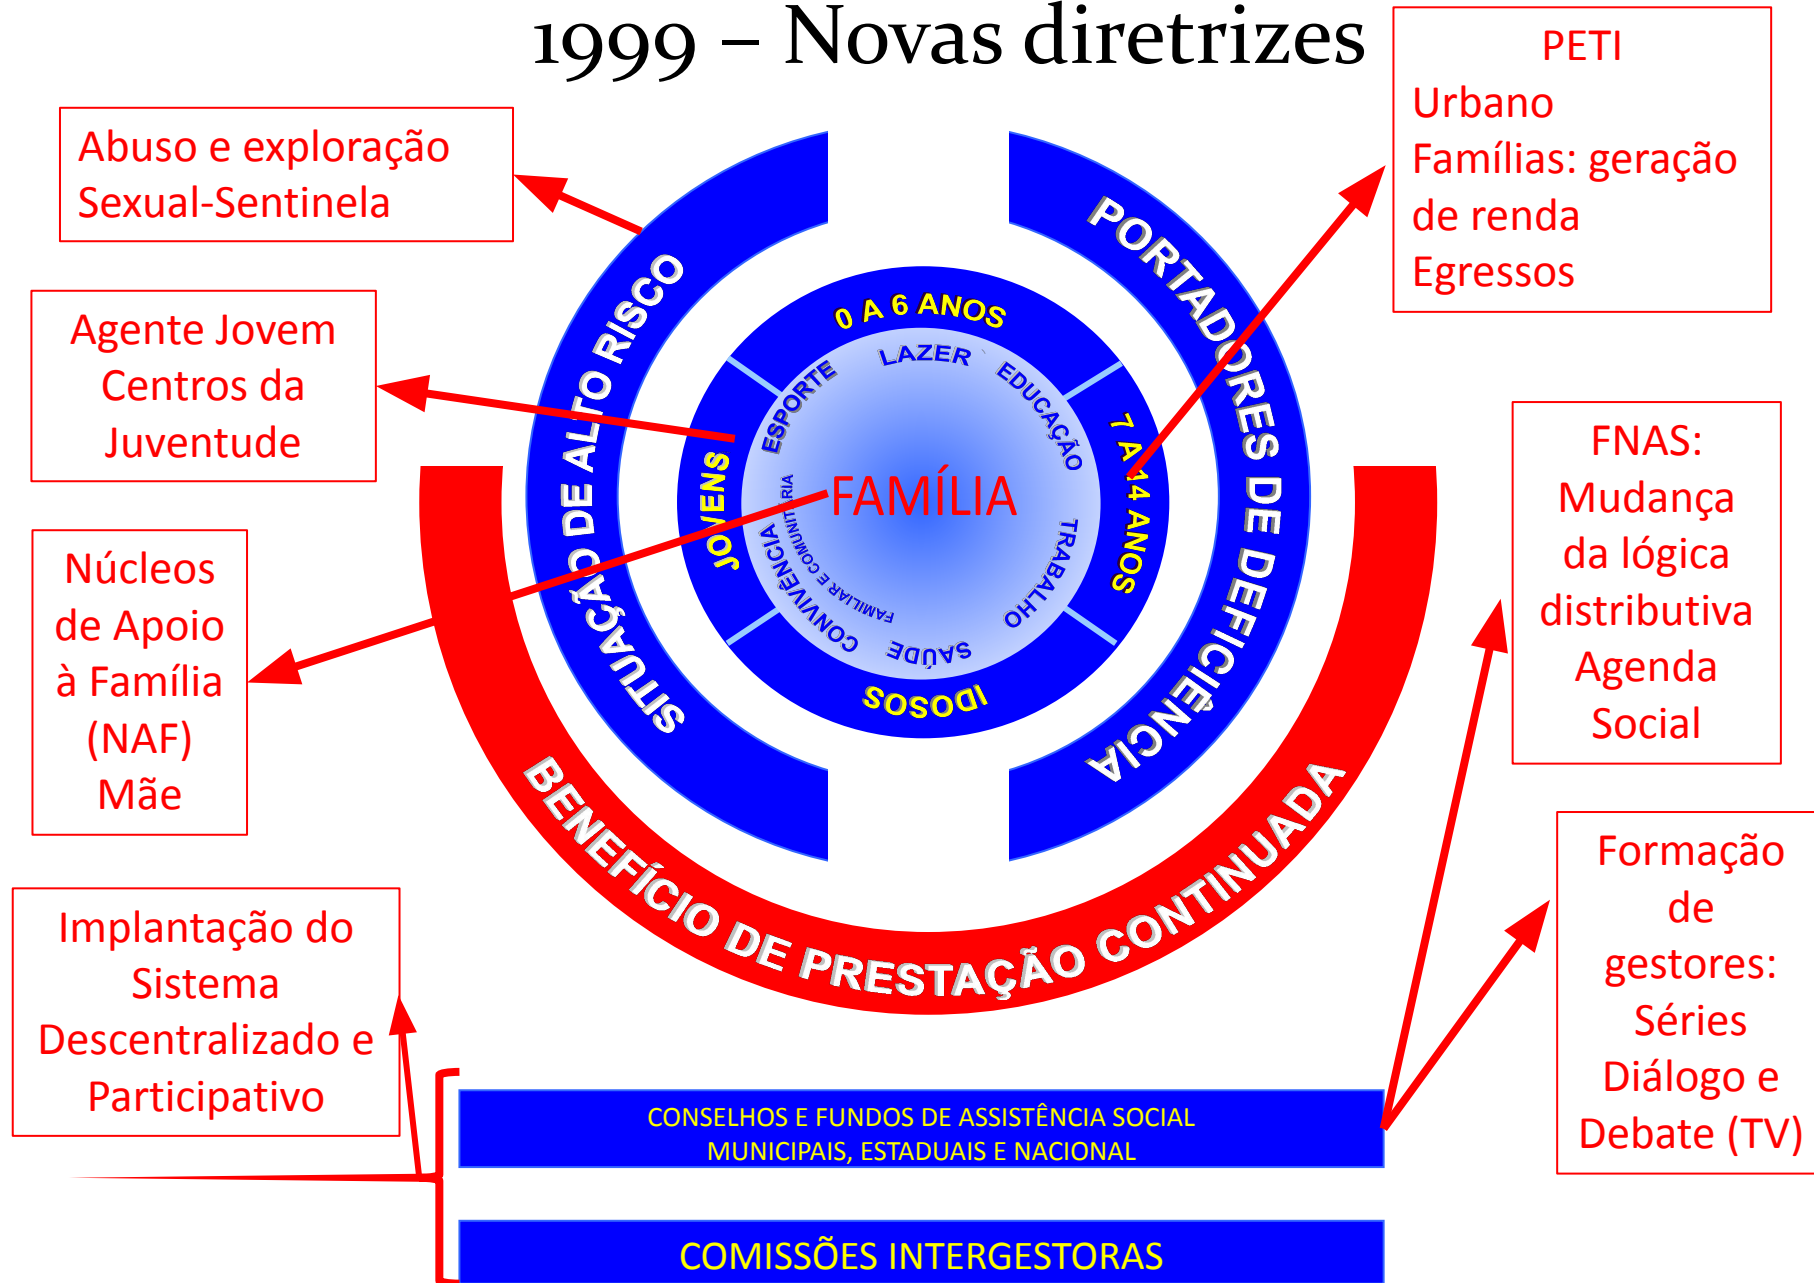 1999 – Novas diretrizes
PETI
Urbano
Famílias: geração
de renda
Egressos
Abuso e exploração
Sexual-Sentinela
Agente Jovem
Centros da
Juventude
Núcleos
de Apoio
à Família
(NAF)
Mãe
Implantação do
Sistema
Descentralizado e
Participativo
SITUAÇÃO DE ALTO RISCO
PORTADORES DE DEFICIÊNCIA
0 A 6 ANOS
7 A 14 ANOS
JOVENS
IDOSOS
ESPORTE
LAZER
EDUCAÇÃO
TRABALHO
SAÚDE
CONVIVÊNCIA
FAMILIAR E COMUNITÁRIA
FAMÍLIA
BENEFÍCIO DE PRESTAÇÃO CONTINUADA
FNAS:
Mudança
da lógica
distributiva
Agenda
Social
Formação
de
gestores:
Séries
Diálogo e
Debate (TV)
CONSELHOS E FUNDOS DE ASSISTÊNCIA SOCIAL
MUNICIPAIS, ESTADUAIS E NACIONAL
COMISSÕES INTERGESTORAS